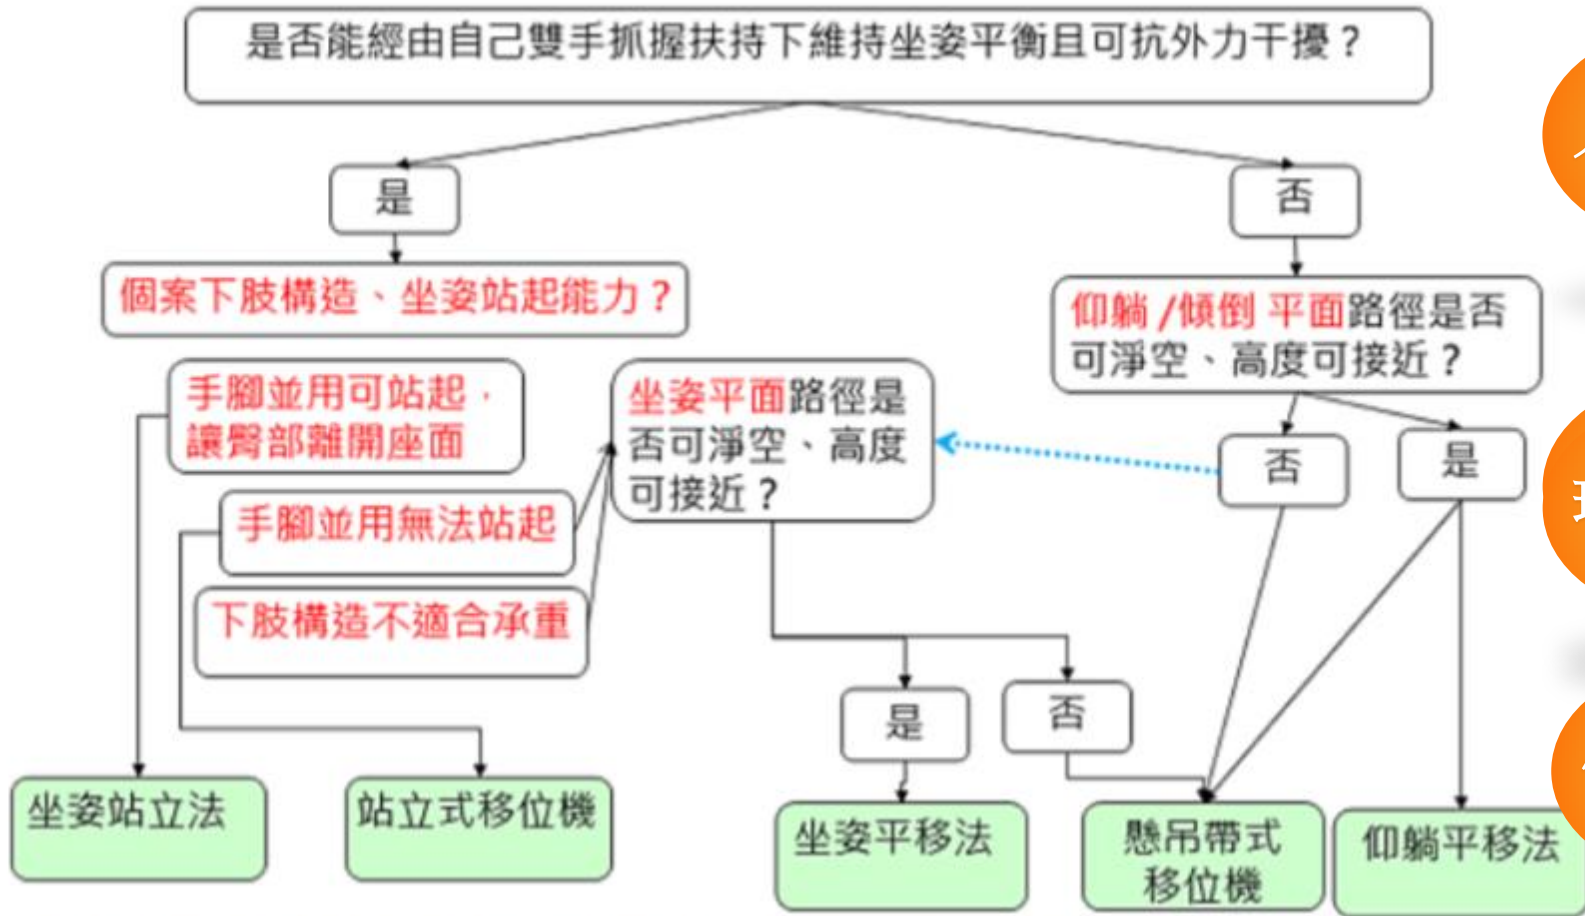 是否能經由自己雙手抓握扶持下維持坐姿平衡且可抗外力干擾？
是
否
個案下肢構造、坐姿站起能力？
仰躺 /傾倒 平面路徑是否
可淨空、高度可接近？
手腳並用可站起，
讓臀部離開座面
坐姿平面路徑是
否可淨空、高度
可接近？
否
是
手腳並用無法站起
下肢構造不適合承重
是
否
坐姿站立法
站立式移位機
坐姿平移法
懸吊帶式
移位機
仰躺平移法